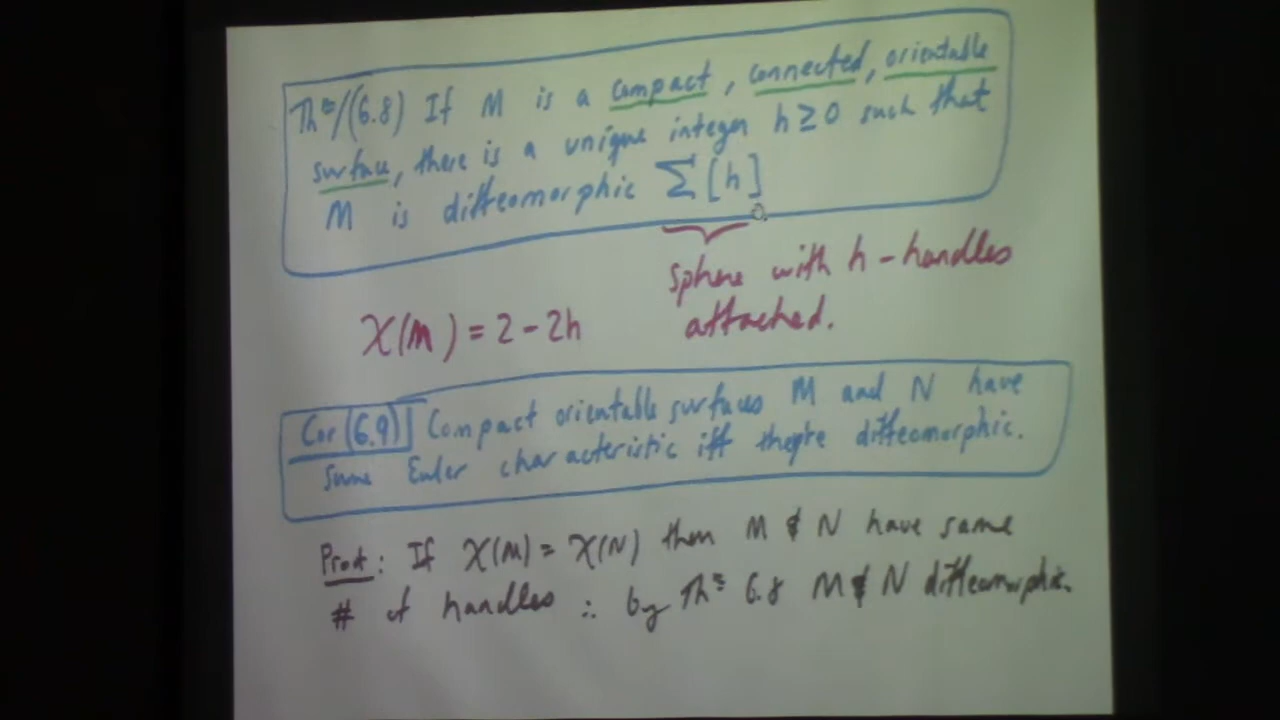 Thm/(6.8) If M is a compact, connected, orientable
surface, there is a unique integer h ≥ 0 such that
M is diffeomorphic Σ[h]
sphere with h-handles
attached.
χ(M) = 2 - 2h
Cor (6.9) Compact orientable surfaces M and N have
same Euler characteristic iff they're diffeomorphic.
Proof: If χ(M) = χ(N) then M & N have same
# of handles ∴ by Thm 6.8 M & N diffeomorphic.